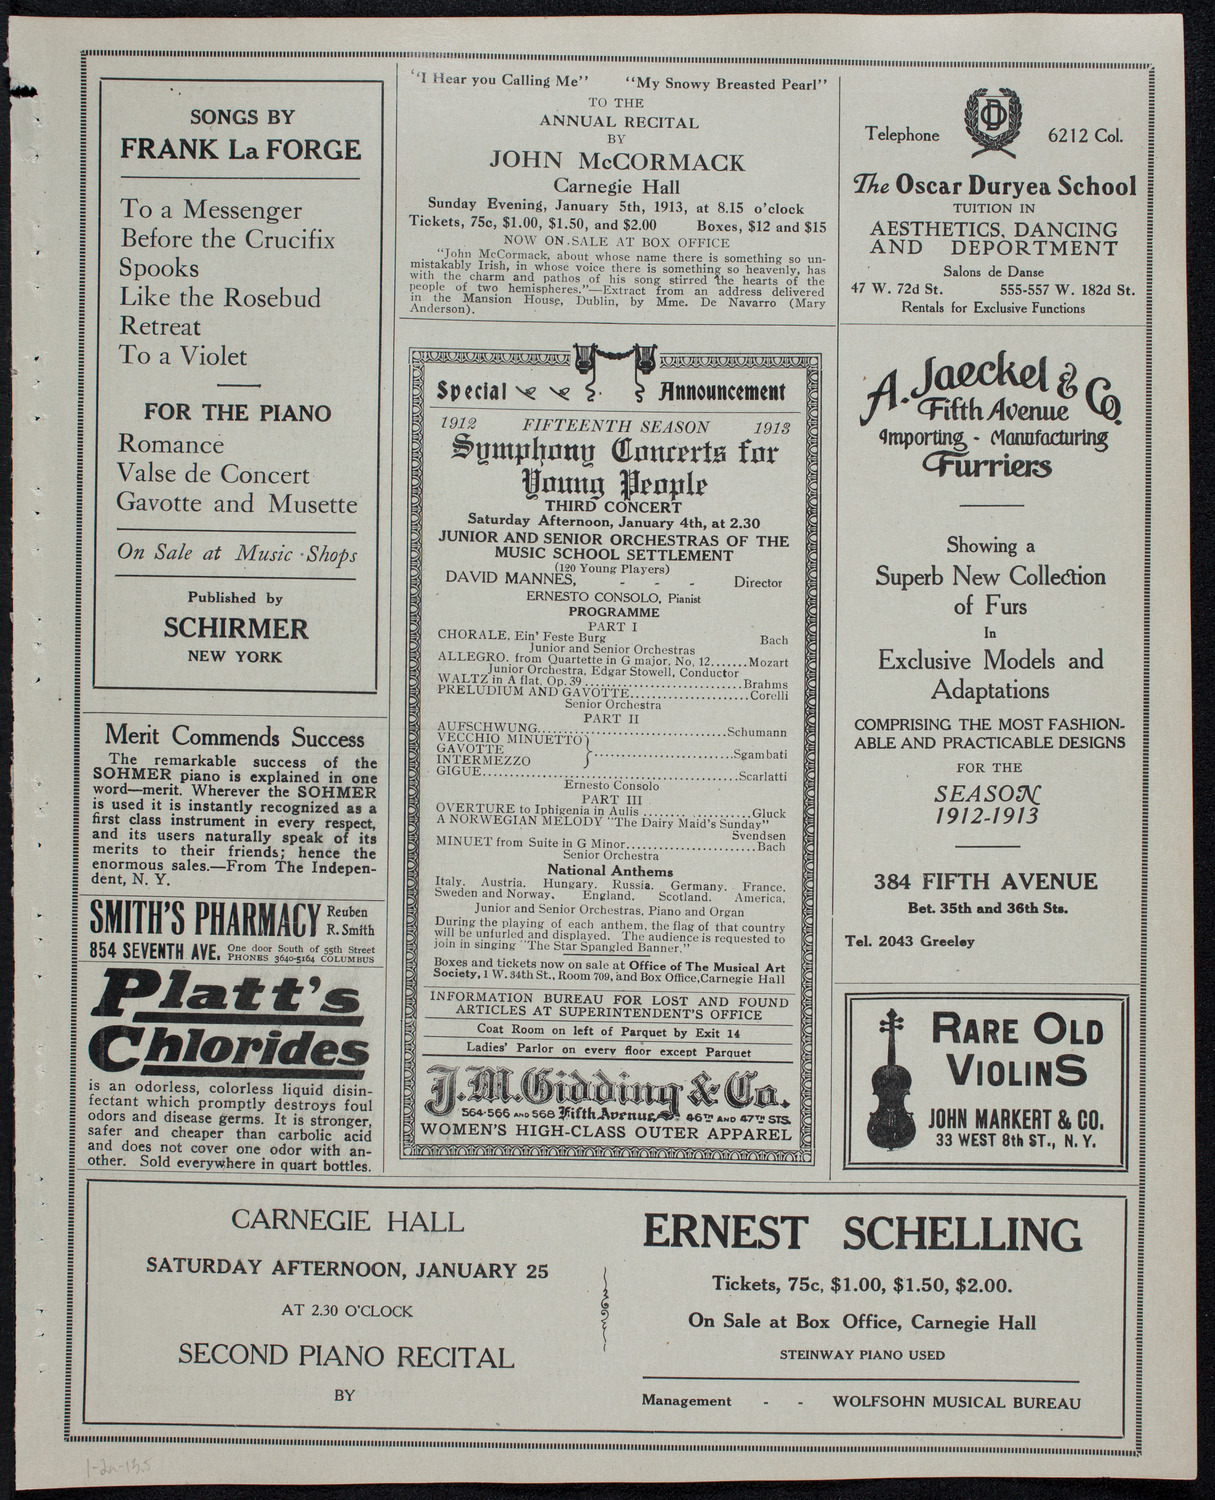 SONGS BY
FRANK La FORGE
To a Messenger
Before the Crucifix
Spooks
Like the Rosebud
Retreat
To a Violet
FOR THE PIANO
Romance
Valse de Concert
Gavotte and Musette
On Sale at Music Shops
Published by
SCHIRMER
NEW YORK
Merit Commends Success
The remarkable success of the
SOHMER piano is explained in one
word—merit. Wherever the SOHMER
is used it is instantly recognized as a
first class instrument in every respect,
and its users naturally speak of its
merits to their friends; hence the
enormous sales.—From The Indepen-
dent, N. Y.
SMITH'S PHARMACY Reuben
R. Smith
854 SEVENTH AVE. One door South of 55th Street
PHONES 3640-5164 COLUMBUS
Platt's
Chlorides
is an odorless, colorless liquid disin-
fectant which promptly destroys foul
odors and disease germs. It is stronger,
safer and cheaper than carbolic acid
and does not cover one odor with an-
other. Sold everywhere in quart bottles.
"I Hear you Calling Me" "My Snowy Breasted Pearl"
TO THE
ANNUAL RECITAL
BY
JOHN McCORMACK
Carnegie Hall
Sunday Evening, January 5th, 1913, at 8.15 o'clock
Tickets, 75c, $1.00, $1.50, and $2.00 Boxes, $12 and $15
NOW ON SALE AT BOX OFFICE
"John McCormack, about whose name there is something so un-
mistakably Irish, in whose voice there is something so heavenly, has
with the charm and pathos of his song stirred the hearts of the
people of two hemispheres."—Extract from an address delivered
in the Mansion House, Dublin, by Mme. De Navarro (Mary
Anderson).
Special Announcement
1912 FIFTEENTH SEASON 1913
Symphony Concerts for
Young People
THIRD CONCERT
Saturday Afternoon, January 4th, at 2.30
JUNIOR AND SENIOR ORCHESTRAS OF THE
MUSIC SCHOOL SETTLEMENT
(120 Young Players)
DAVID MANNES, - - - Director
ERNESTO CONSOLO, Pianist
PROGRAMME
PART I
CHORALE, Ein' Feste Burg Bach
Junior and Senior Orchestras
ALLEGRO, from Quartette in G major, No. 12.......Mozart
Junior Orchestra, Edgar Stowell, Conductor
WALTZ in A flat, Op. 39...............................Brahms
PRELUDIUM AND GAVOTTE.......................Corelli
Senior Orchestra
PART II
AUFSCHWUNG.....................................Schumann
VECCHIO MINUETTO
GAVOTTE
INTERMEZZO } ............................Sgambati
GIGUE...............................................Scarlatti
Ernesto Consolo
PART III
OVERTURE to Iphigenia in Aulis ....................Gluck
A NORWEGIAN MELODY "The Dairy Maid's Sunday"
Svendsen
MINUET from Suite in G Minor.........................Bach
Senior Orchestra
National Anthems
Italy. Austria. Hungary. Russia. Germany. France.
Sweden and Norway. England. Scotland. America.
Junior and Senior Orchestras, Piano and Organ
During the playing of each anthem, the flag of that country
will be unfurled and displayed. The audience is requested to
join in singing "The Star Spangled Banner."
Boxes and tickets now on sale at Office of The Musical Art
Society, 1 W. 34th St., Room 709, and Box Office, Carnegie Hall
INFORMATION BUREAU FOR LOST AND FOUND
ARTICLES AT SUPERINTENDENT'S OFFICE
Coat Room on left of Parquet by Exit 14
Ladies' Parlor on every floor except Parquet
J. M. Gidding & Co.
564-566 AND 568 Fifth Avenue, 46TH AND 47TH STS.
WOMEN'S HIGH-CLASS OUTER APPAREL
Telephone OD 6212 Col.
The Oscar Duryea School
TUITION IN
AESTHETICS, DANCING
AND DEPORTMENT
Salons de Danse
47 W. 72d St. 555-557 W. 182d St.
Rentals for Exclusive Functions
A. Jaeckel & Co.
Fifth Avenue
Importing - Manufacturing
Furriers
Showing a
Superb New Collection
of Furs
In
Exclusive Models and
Adaptations
COMPRISING THE MOST FASHION-
ABLE AND PRACTICABLE DESIGNS
FOR THE
SEASON
1912-1913
384 FIFTH AVENUE
Bet. 35th and 36th Sts.
Tel. 2043 Greeley
RARE OLD
VIOLINS
JOHN MARKERT & CO.
33 WEST 8th ST., N. Y.
CARNEGIE HALL
SATURDAY AFTERNOON, JANUARY 25
AT 2.30 O'CLOCK
SECOND PIANO RECITAL
BY
ERNEST SCHELLING
Tickets, 75c, $1.00, $1.50, $2.00.
On Sale at Box Office, Carnegie Hall
STEINWAY PIANO USED
Management - - WOLFSOHN MUSICAL BUREAU